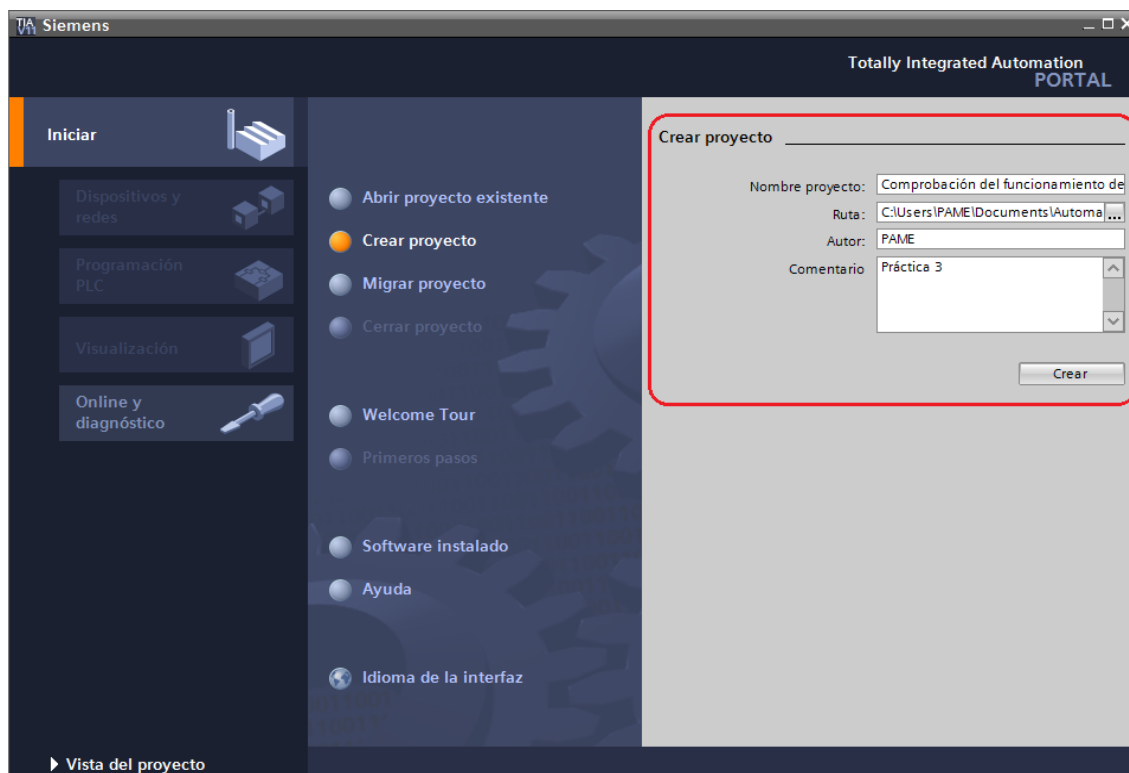 TIA V11 Siemens
Totally Integrated Automation
PORTAL
Iniciar
Dispositivos y
redes
Programación
PLC
Visualización
Online y
diagnóstico
Abrir proyecto existente
Crear proyecto
Migrar proyecto
Cerrar proyecto
Welcome Tour
Primeros pasos
Software instalado
Ayuda
Idioma de la interfaz
Crear proyecto
Nombre proyecto: Comprobación del funcionamiento de
Ruta: C:\Users\PAME\Documents\Automa ...
Autor: PAME
Comentario Práctica 3
Crear
Vista del proyecto